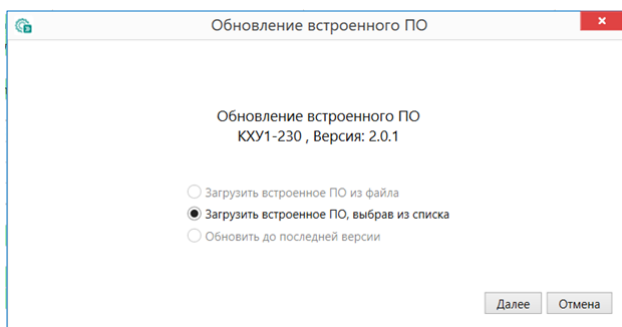 Обновление встроенного ПО
Обновление встроенного ПО
КХУ1-230 , Версия: 2.0.1
Загрузить встроенное ПО из файла
Загрузить встроенное ПО, выбрав из списка
Обновить до последней версии
Далее Отмена